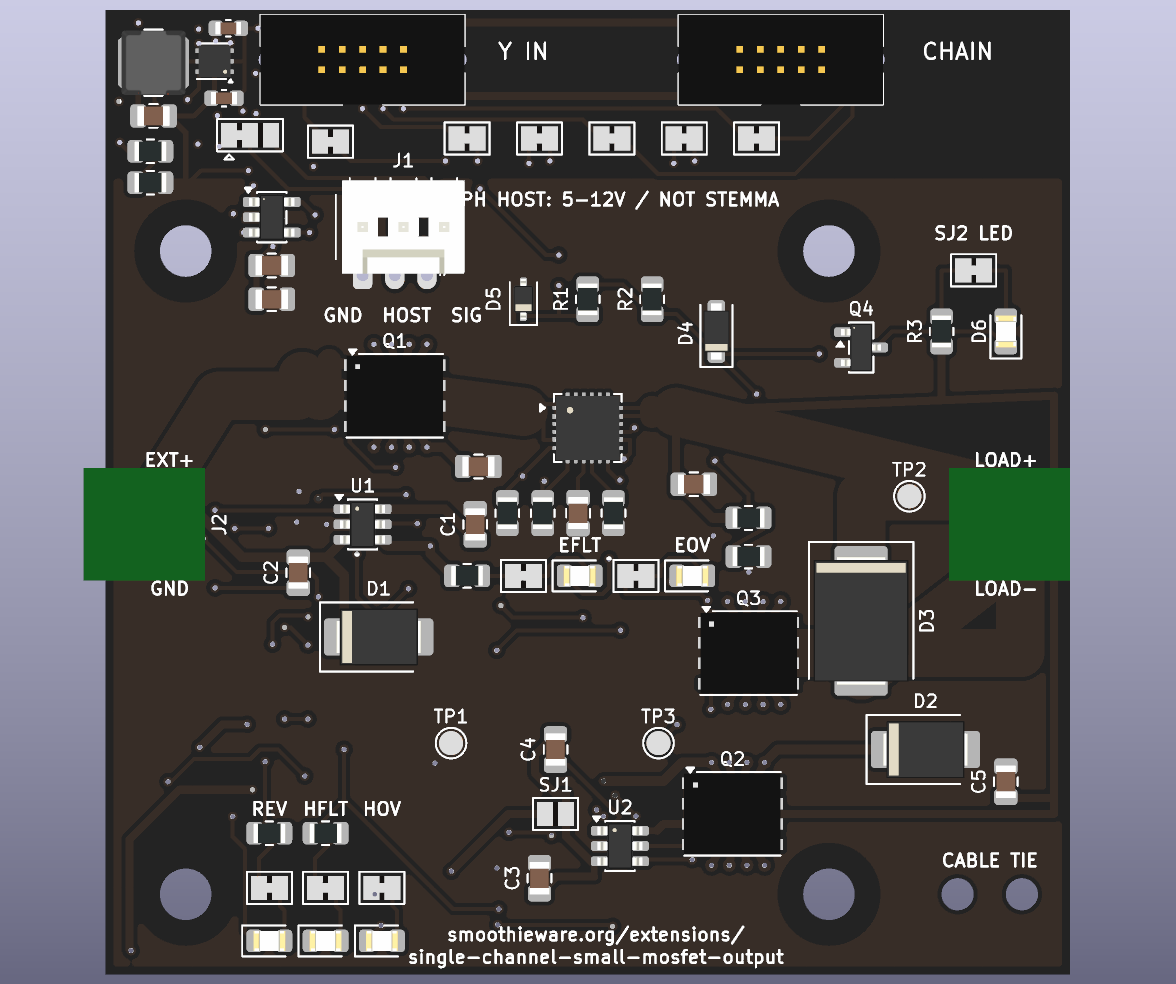 Y IN
CHAIN
J1
PH HOST: 5-12V / NOT STEMMA
SJ2 LED
D5
R1
R2
GND HOST SIG
D4
Q4
R3
D6
Q1
EXT+
LOAD+
TP2
U1
J2
C1
EFLT
EOV
C2
GND
D1
LOAD-
Q3
D3
D2
TP1
TP3
C4
Q2
C5
SJ1
U2
REV HFLT HOV
CABLE TIE
C3
smoothieware.org/extensions/
single-channel-small-mosfet-output